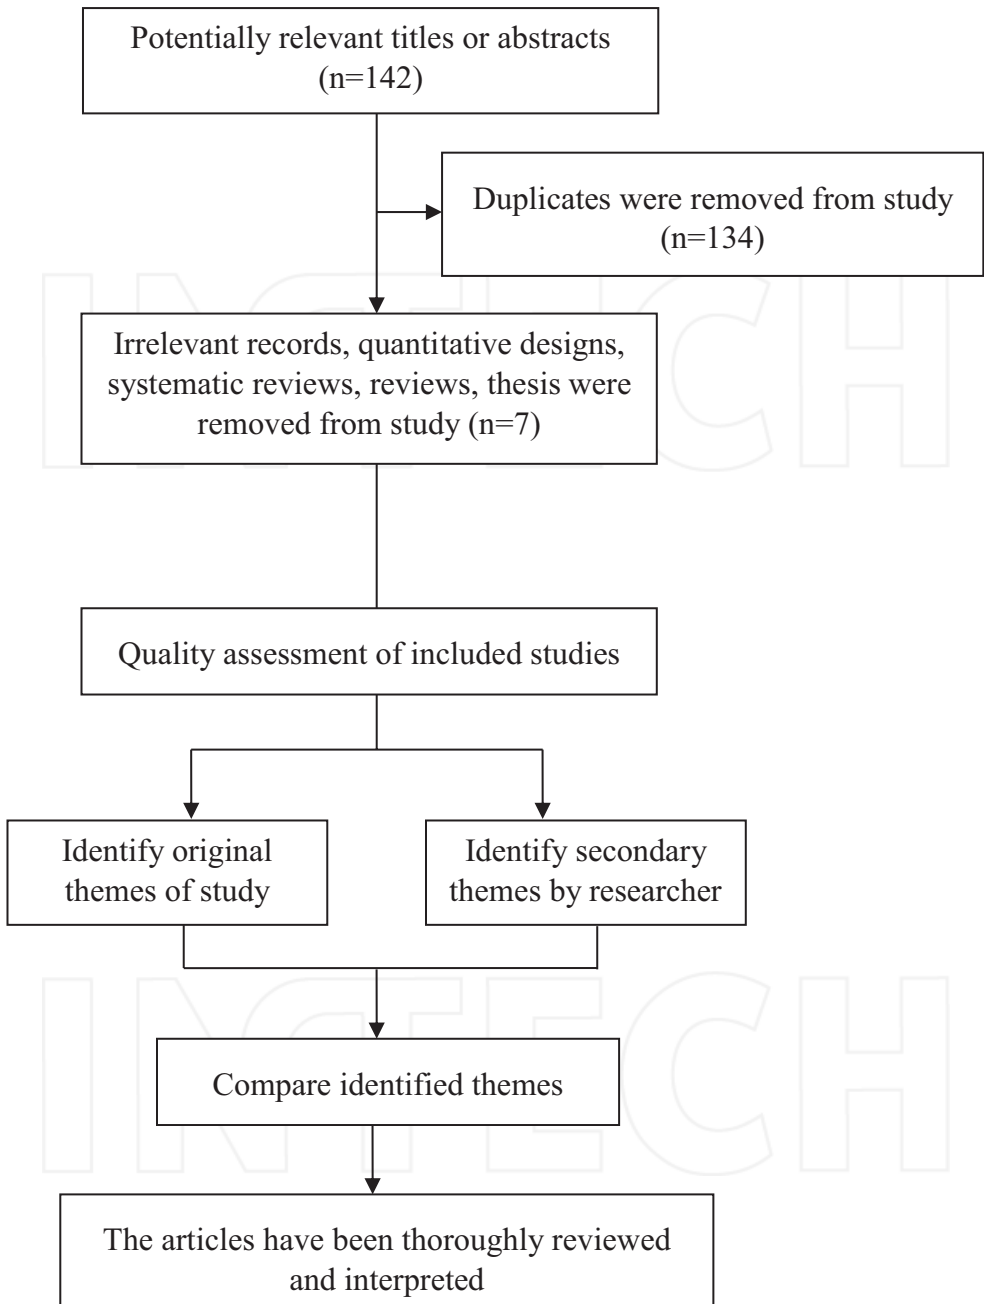 Potentially relevant titles or abstracts
(n=142)
Duplicates were removed from study
(n=134)
Irrelevant records, quantitative designs,
systematic reviews, reviews, thesis were
removed from study (n=7)
Quality assessment of included studies
Identify original
themes of study
Identify secondary
themes by researcher
Compare identified themes
The articles have been thoroughly reviewed
and interpreted
INTECH
INTECH